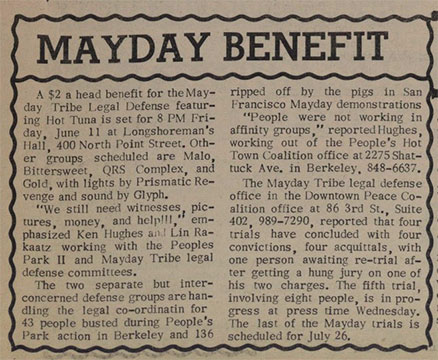 MAYDAY BENEFIT
A $2 a head benefit for the May-
day Tribe Legal Defense featur-
ing Hot Tuna is set for 8 PM Fri-
day, June 11 at Longshoreman's
Hall, 400 North Point Street. Oth-
er groups scheduled are Malo,
Bittersweet, QRS Complex, and
Gold, with lights by Prismatic Re-
venge and sound by Glyph.
"We still need witnesses, pic-
tures, money, and help!!!," em-
phasized Ken Hughes and Lin Ra-
kaatz working with the Peoples
Park II and Mayday Tribe legal
defense committees.
The two separate but inter-
concerned defense groups are han-
dling the legal co-ordinatin for
43 people busted during People's
Park action in Berkeley and 136
ripped off by the pigs in San
Francisco Mayday demonstrations
"People were not working in
affinity groups," reported Hughes,
working out of the People's Hot
Town Coalition office at 2275 Shat-
tuck Ave. in Berkeley, 848-6637.
The Mayday Tribe legal defense
office in the Downtown Peace Co-
alition office at 86 3rd St., Suite
402, 989-7290, reported that four
trials have concluded with four
convictions, four acquittals, with
one person awaiting re-trial af-
ter getting a hung jury on one of
his two charges. The fifth trial,
involving eight people, is in pro-
gress at press time Wednesday.
The last of the Mayday trials is
scheduled for July 26.